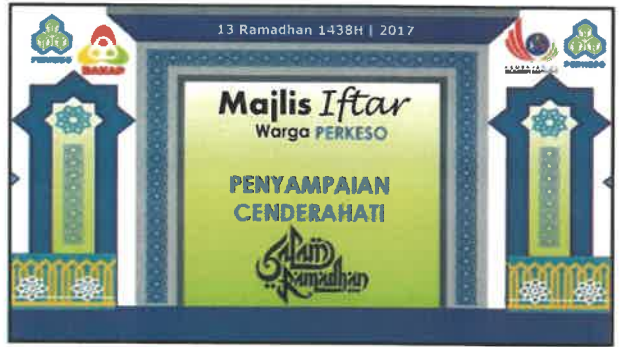 13 Ramadhan 1438H | 2017
PERKESO
BAKAP
PERKESO
Majlis Iftar
Warga PERKESO
PENYAMPAIAN
CENDERAHATI
Salam
Ramadhan